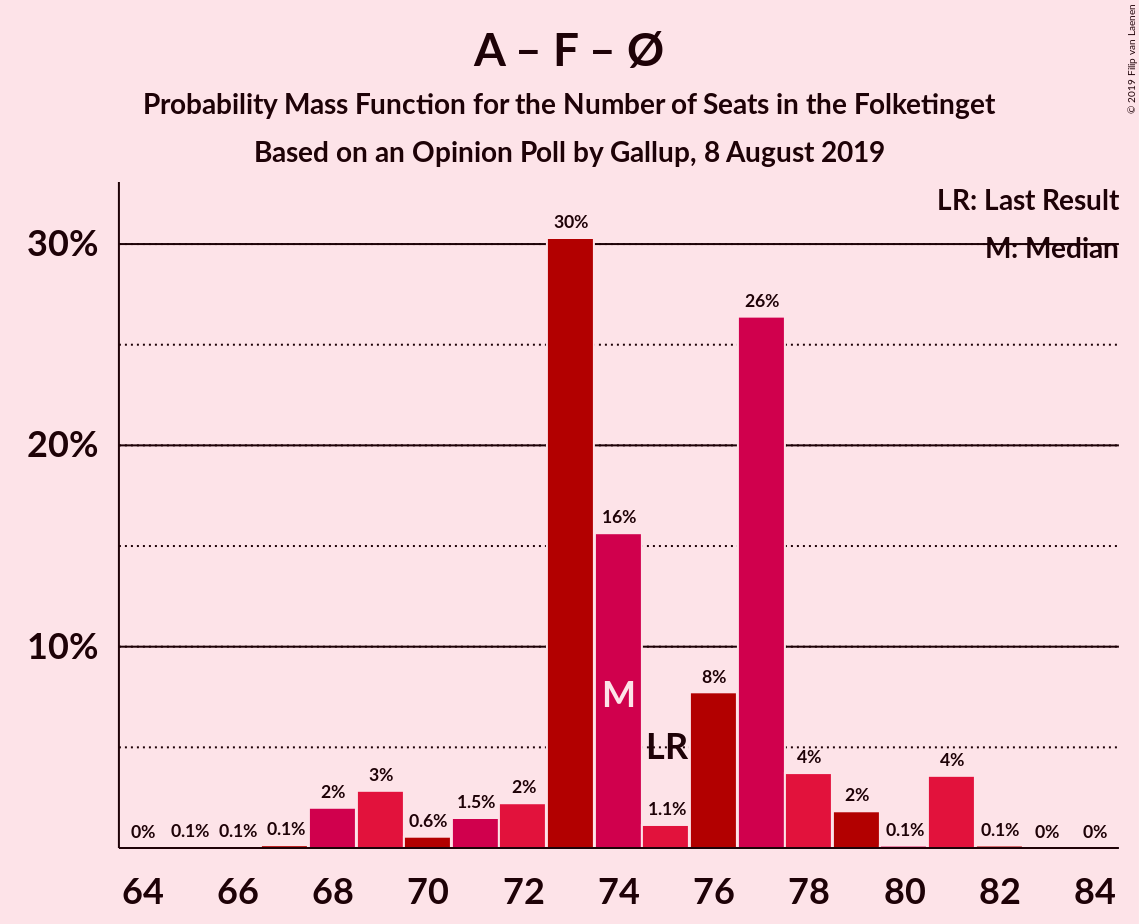 A – F – Ø
Probability Mass Function for the Number of Seats in the Folketinget
Based on an Opinion Poll by Gallup, 8 August 2019
© 2019 Filip van Laenen
LR: Last Result
M: Median
30%
20%
10%
0%
0.1%
0.1%
0.1%
2%
3%
0.6%
1.5%
2%
30%
16%
1.1%
8%
26%
4%
2%
0.1%
4%
0.1%
0%
0%
M
LR
64 66 68 70 72 74 76 78 80 82 84